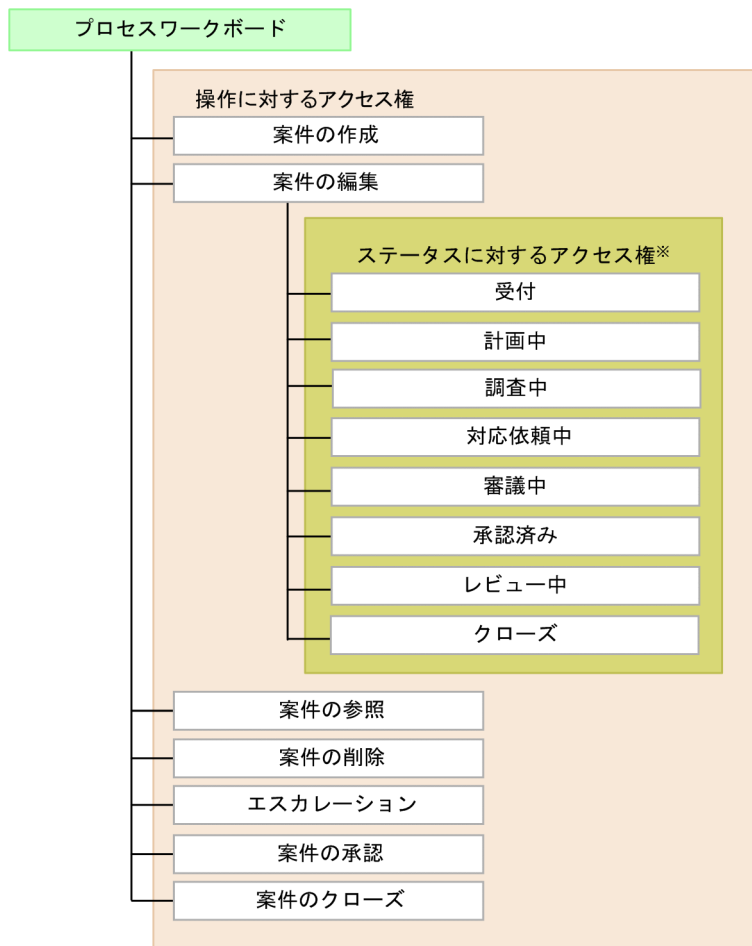 プロセスワークボード
操作に対するアクセス権
案件の作成
案件の編集
ステータスに対するアクセス権※
受付
計画中
調査中
対応依頼中
審議中
承認済み
レビュー中
クローズ
案件の参照
案件の削除
エスカレーション
案件の承認
案件のクローズ